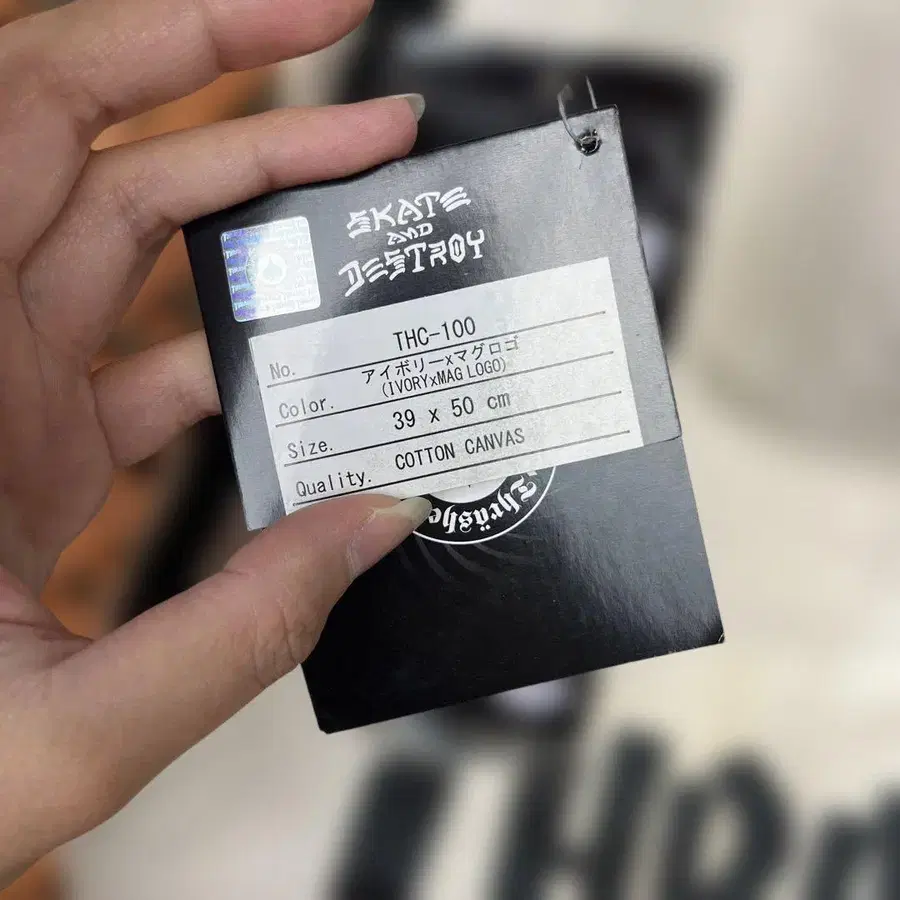 SKATE
AND
DESTROY
No. THC-100
Color. アイボリーxマグロゴ
(IVORYxMAG LOGO)
Size. 39 x 50 cm
Quality. COTTON CANVAS